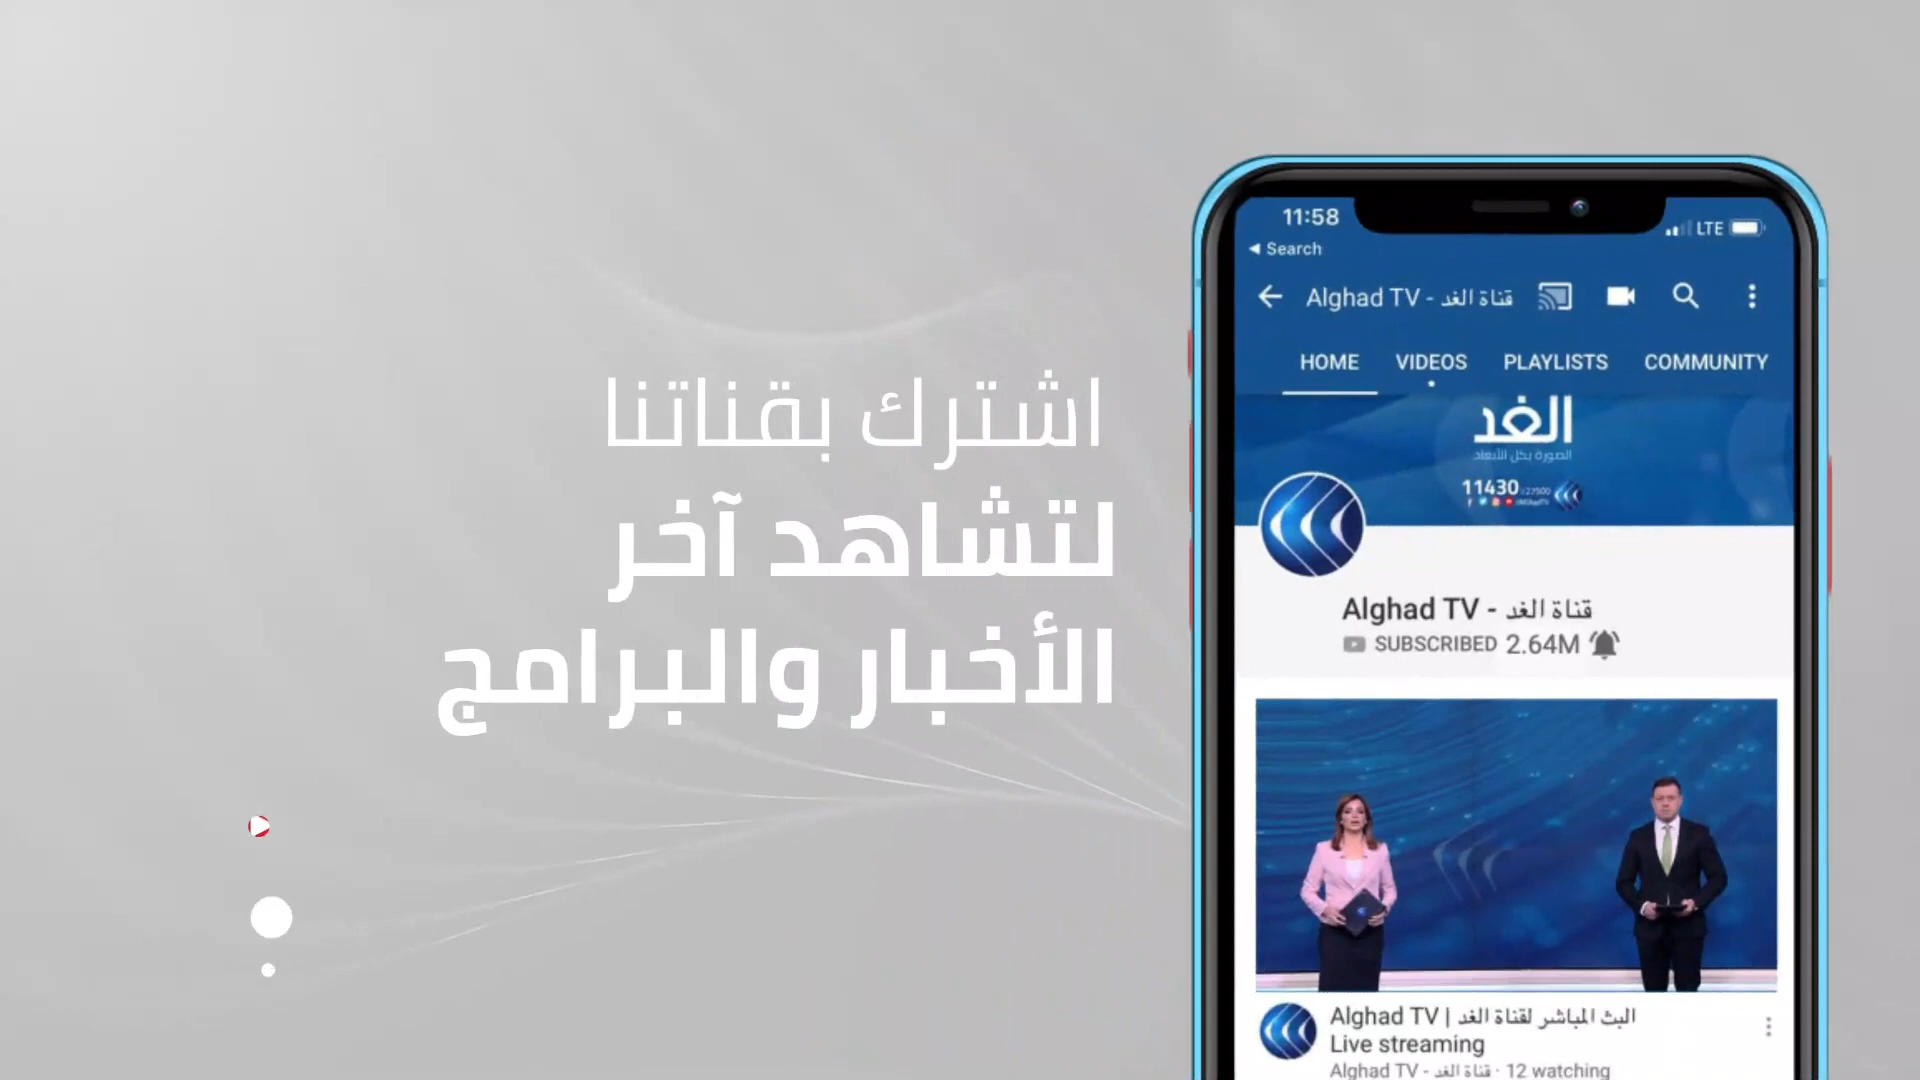 اشترك بقناتنا
لتشاهد آخر
الأخبار والبرامج
11:58
LTE
Search
Alghad TV - قناة الغد
HOME VIDEOS PLAYLISTS COMMUNITY
الغد
الصورة بكل الأبعاد
11430
Alghad TV - قناة الغد
SUBSCRIBED 2.64M
Alghad TV | البث المباشر لقناة الغد
Live streaming
Alghad TV - قناة الغد · 12 watching